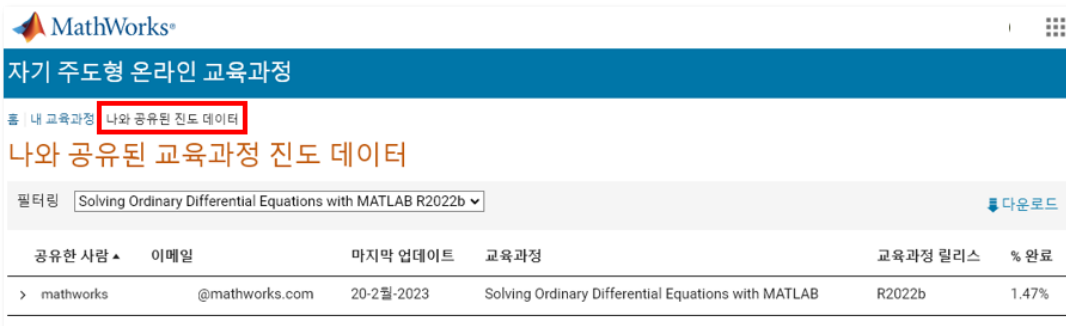 MathWorks®
자기 주도형 온라인 교육과정
홈 | 내 교육과정 | 나와 공유된 진도 데이터
나와 공유된 교육과정 진도 데이터
필터링 Solving Ordinary Differential Equations with MATLAB R2022b 다운로드
공유한 사람 이메일 마지막 업데이트 교육과정 교육과정 릴리스 % 완료
mathworks @mathworks.com 20-2월-2023 Solving Ordinary Differential Equations with MATLAB R2022b 1.47%